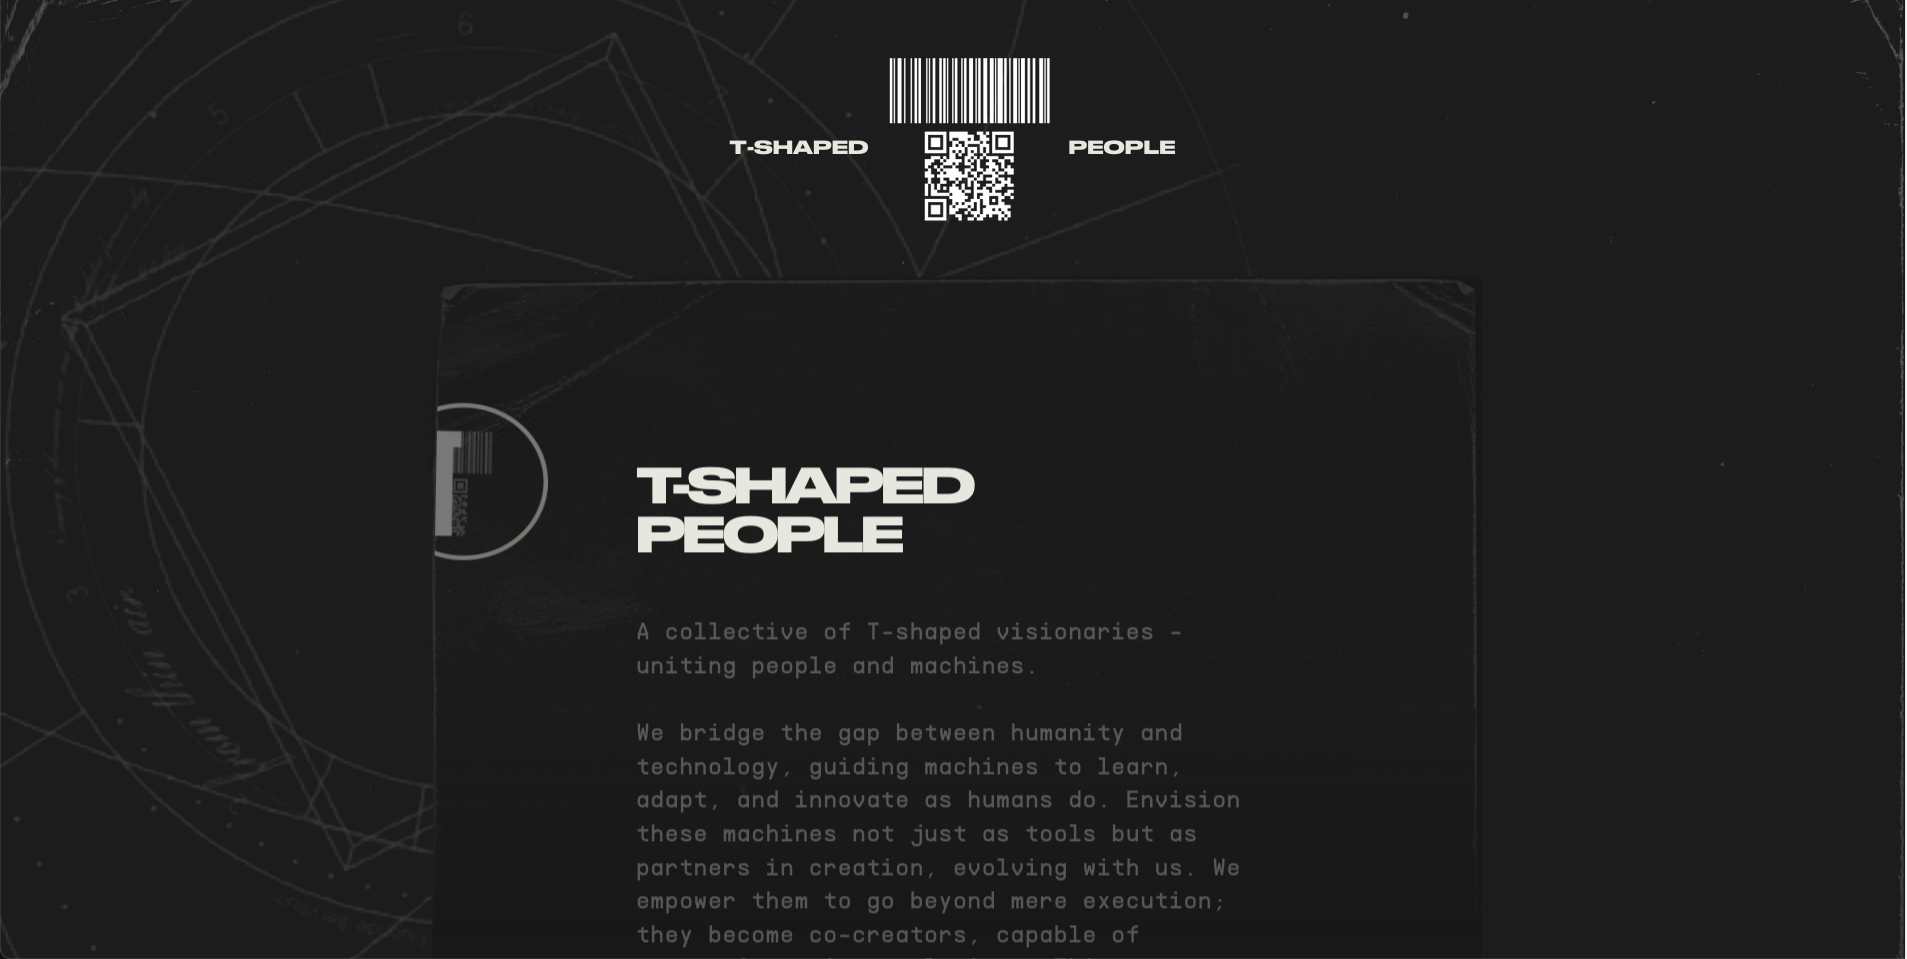 T-SHAPED PEOPLE
T-SHAPED
PEOPLE
A collective of T-shaped visionaries -
uniting people and machines.
We bridge the gap between humanity and
technology, guiding machines to learn,
adapt, and innovate as humans do. Envision
these machines not just as tools but as
partners in creation, evolving with us. We
empower them to go beyond mere execution;
they become co-creators, capable of